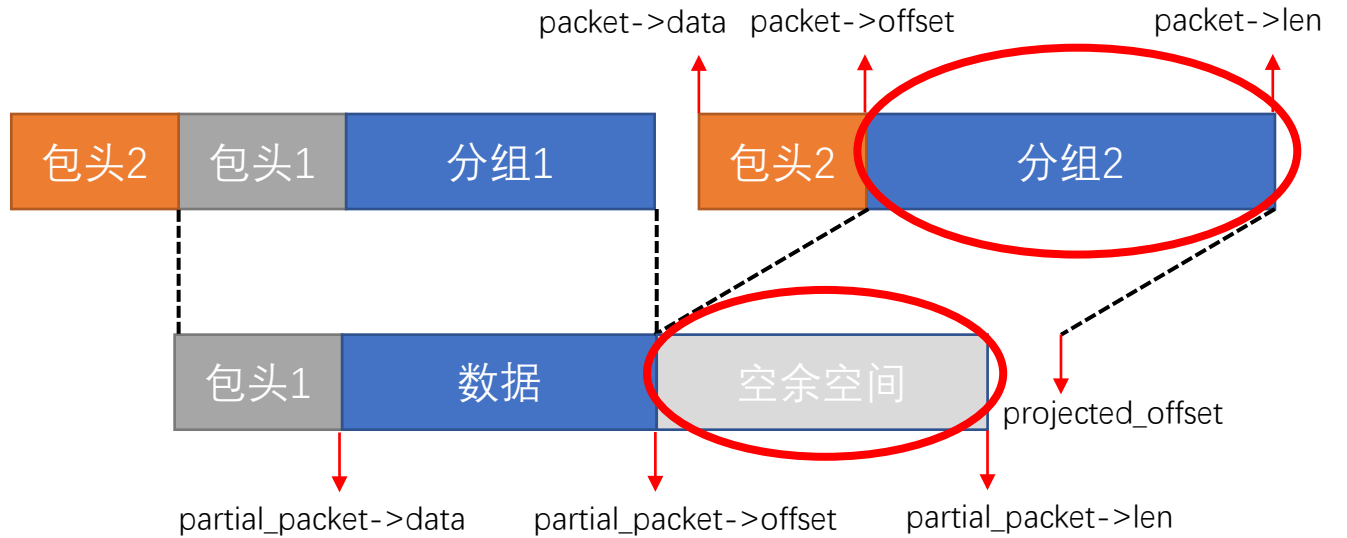 packet->data packet->offset packet->len
包头2 包头1 分组1 包头2 分组2
包头1 数据 空余空间
projected_offset
partial_packet->data partial_packet->offset partial_packet->len